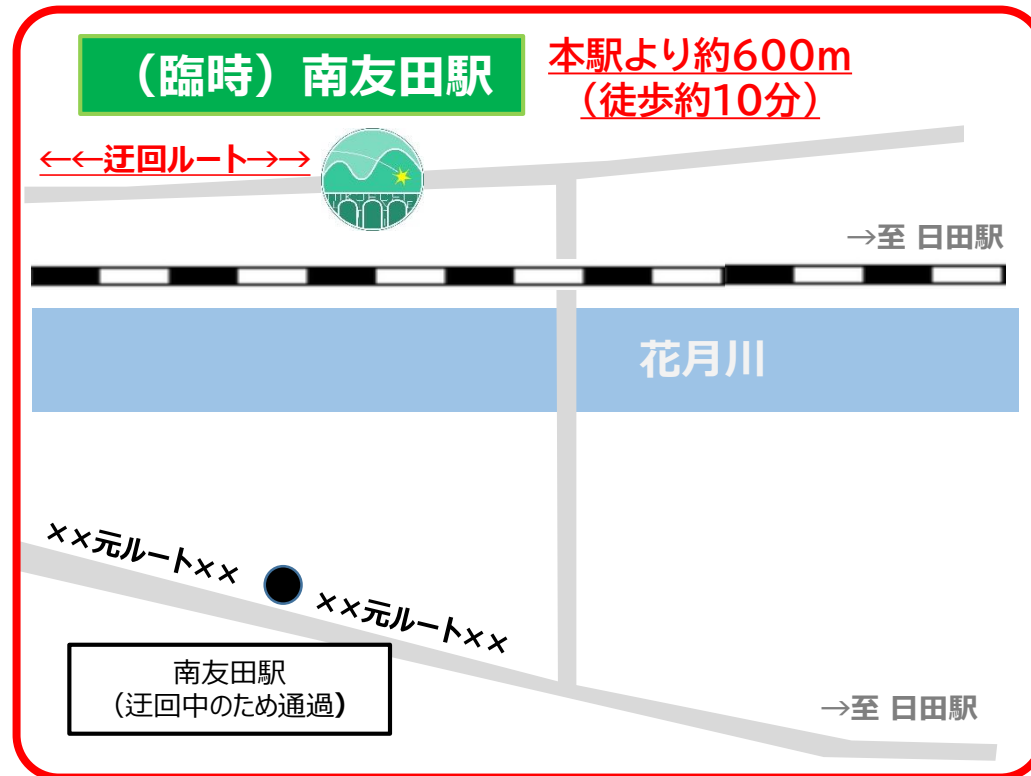 （臨時）南友田駅
本駅より約600m
（徒歩約10分）
←←迂回ルート→→
→至 日田駅
花月川
××元ルート××
××元ルート××
南友田駅
（迂回中のため通過）
→至 日田駅